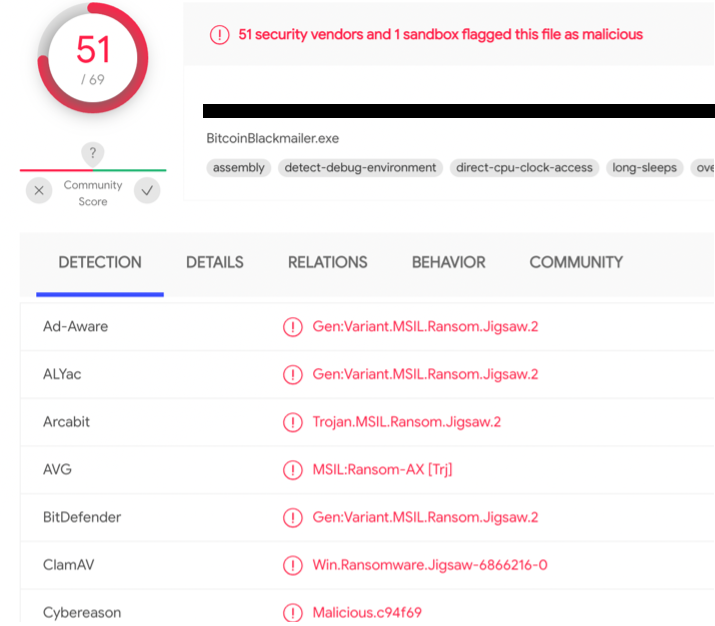 51
/ 69
51 security vendors and 1 sandbox flagged this file as malicious
BitcoinBlackmailer.exe
assembly detect-debug-environment direct-cpu-clock-access long-sleeps
?
Community
Score
DETECTION DETAILS RELATIONS BEHAVIOR COMMUNITY
Ad-Aware Gen:Variant.MSIL.Ransom.Jigsaw.2
ALYac Gen:Variant.MSIL.Ransom.Jigsaw.2
Arcabit Trojan.MSIL.Ransom.Jigsaw.2
AVG MSIL:Ransom-AX [Trj]
BitDefender Gen:Variant.MSIL.Ransom.Jigsaw.2
ClamAV Win.Ransomware.Jigsaw-6866216-0
Cybereason Malicious.c94f69